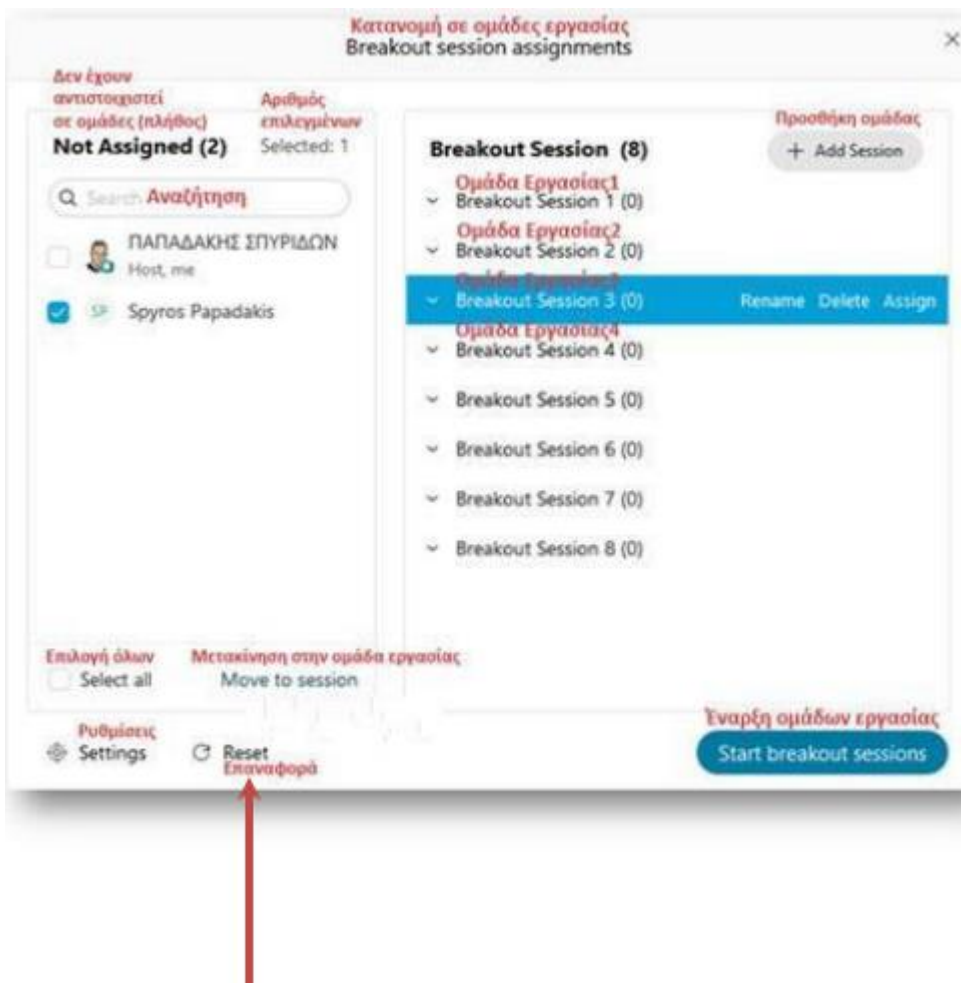 Κατανομή σε ομάδες εργασίας
Breakout session assignments
Δεν έχουν
αντιστοιχιστεί
σε ομάδες (πλήθος)
Αριθμός
επιλεγμένων
Not Assigned (2)
Selected: 1
Search Αναζήτηση
ΠΑΠΑΔΑΚΗΣ ΣΠΥΡΙΔΩΝ
Host, me
SP Spyros Papadakis
Επιλογή όλων
Select all
Μετακίνηση στην ομάδα εργασίας
Move to session
Προσθήκη ομάδας
Breakout Session (8)
+ Add Session
Ομάδα Εργασίας1
Breakout Session 1 (0)
Ομάδα Εργασίας2
Breakout Session 2 (0)
Ομάδα Εργασίας3
Breakout Session 3 (0) Rename Delete Assign
Ομάδα Εργασίας4
Breakout Session 4 (0)
Breakout Session 5 (0)
Breakout Session 6 (0)
Breakout Session 7 (0)
Breakout Session 8 (0)
Ρυθμίσεις
Settings
Reset
Επαναφορά
Έναρξη ομάδων εργασίας
Start breakout sessions